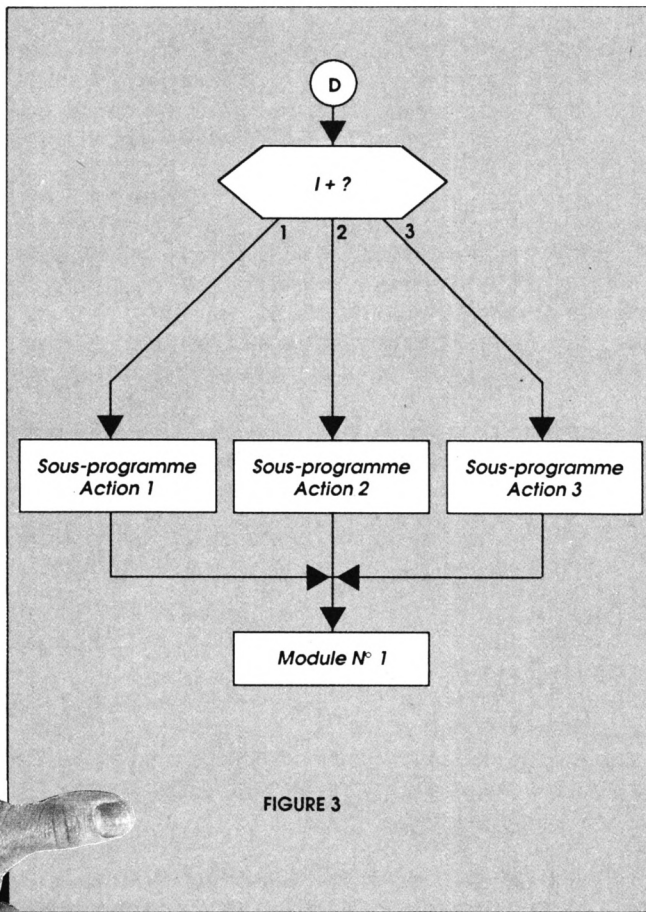 D
I + ?
1 2 3
Sous-programme
Action 1
Sous-programme
Action 2
Sous-programme
Action 3
Module N° 1
FIGURE 3